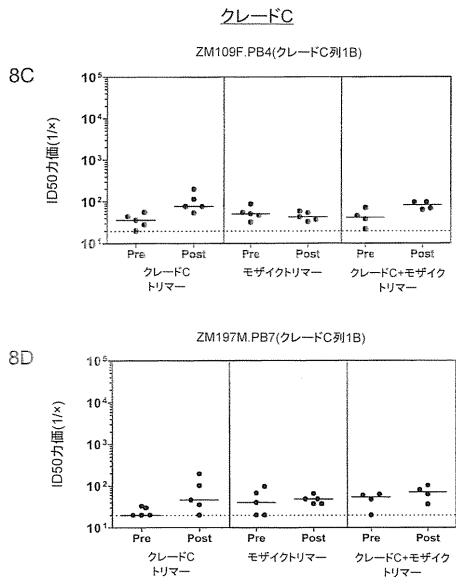 クレードC
ZM109F.PB4(クレードC列1B)
8C
ID50力価(1/×)
10⁵
10⁴
10³
10²
10¹
Pre Post Pre Post Pre Post
クレードC
トリマー
モザイクトリマー
クレードC+モザイク
トリマー
ZM197M.PB7(クレードC列1B)
8D
ID50力価(1/×)
10⁵
10⁴
10³
10²
10¹
Pre Post Pre Post Pre Post
クレードC
トリマー
モザイクトリマー
クレードC+モザイク
トリマー